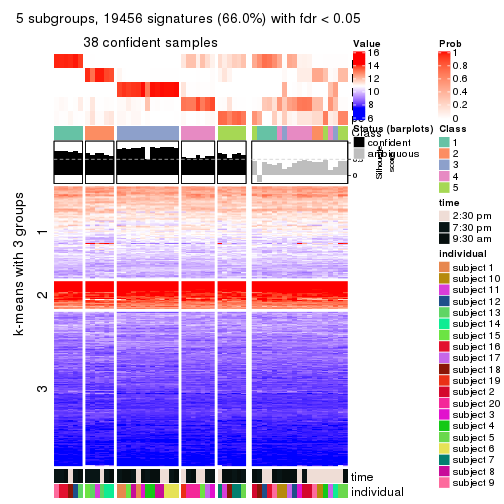 5 subgroups, 19456 signatures (66.0%) with fdr < 0.05
38 confident samples
k-means with 3 groups
1
2
3
Class
Silhouette
score
0
time
individual
Value
16
14
12
10
8
6
Status (barplots)
confident
ambiguous
Prob
1
0.8
0.6
0.4
0.2
0
Class
1
2
3
4
5
time
2:30 pm
7:30 pm
9:30 am
individual
subject 1
subject 10
subject 11
subject 12
subject 13
subject 14
subject 15
subject 16
subject 17
subject 18
subject 19
subject 2
subject 20
subject 3
subject 4
subject 5
subject 6
subject 7
subject 8
subject 9